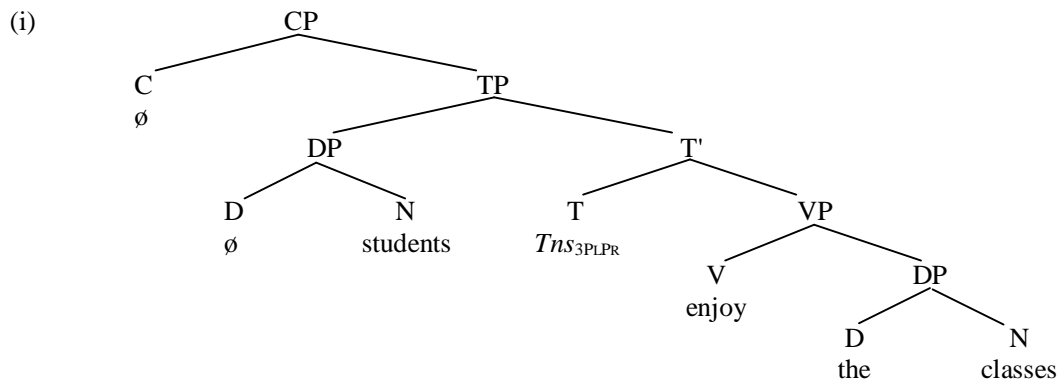 (i) CP
C TP
ø
DP T'
D N T VP
ø students Tns3PLPR
V DP
enjoy
D N
the classes